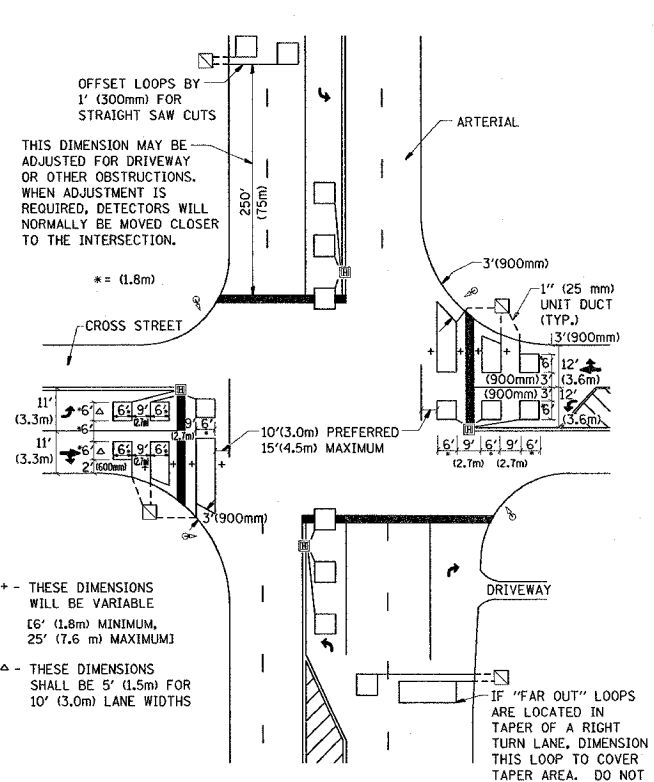 OFFSET LOOPS BY
1' (300mm) FOR
STRAIGHT SAW CUTS
ARTERIAL
THIS DIMENSION MAY BE
ADJUSTED FOR DRIVEWAY
OR OTHER OBSTRUCTIONS.
WHEN ADJUSTMENT IS
REQUIRED, DETECTORS WILL
NORMALLY BE MOVED CLOSER
TO THE INTERSECTION.
250'
(75m)
* = (1.8m)
3'(900mm)
1" (25 mm)
UNIT DUCT
(TYP.)
CROSS STREET
3'(900mm)
6'
12'
(3.6m)
(900mm) 3'
(900mm) 3'
12'
(3.6m)
6'
11'
(3.3m)
*6'
6'
9'
6'
(2.7m)
*6'
9'
(2.7m)
6'
11'
(3.3m)
*6'
6'
9'
6'
(2.7m)
2' (600mm)
10'(3.0m) PREFERRED
15'(4.5m) MAXIMUM
6' 9' 6' 9' 6'
(2.7m) (2.7m)
3'(900mm)
+ - THESE DIMENSIONS
WILL BE VARIABLE
[6' (1.8m) MINIMUM,
25' (7.6 m) MAXIMUM]
DRIVEWAY
△ - THESE DIMENSIONS
SHALL BE 5' (1.5m) FOR
10' (3.0m) LANE WIDTHS
IF "FAR OUT" LOOPS
ARE LOCATED IN
TAPER OF A RIGHT
TURN LANE, DIMENSION
THIS LOOP TO COVER
TAPER AREA. DO NOT